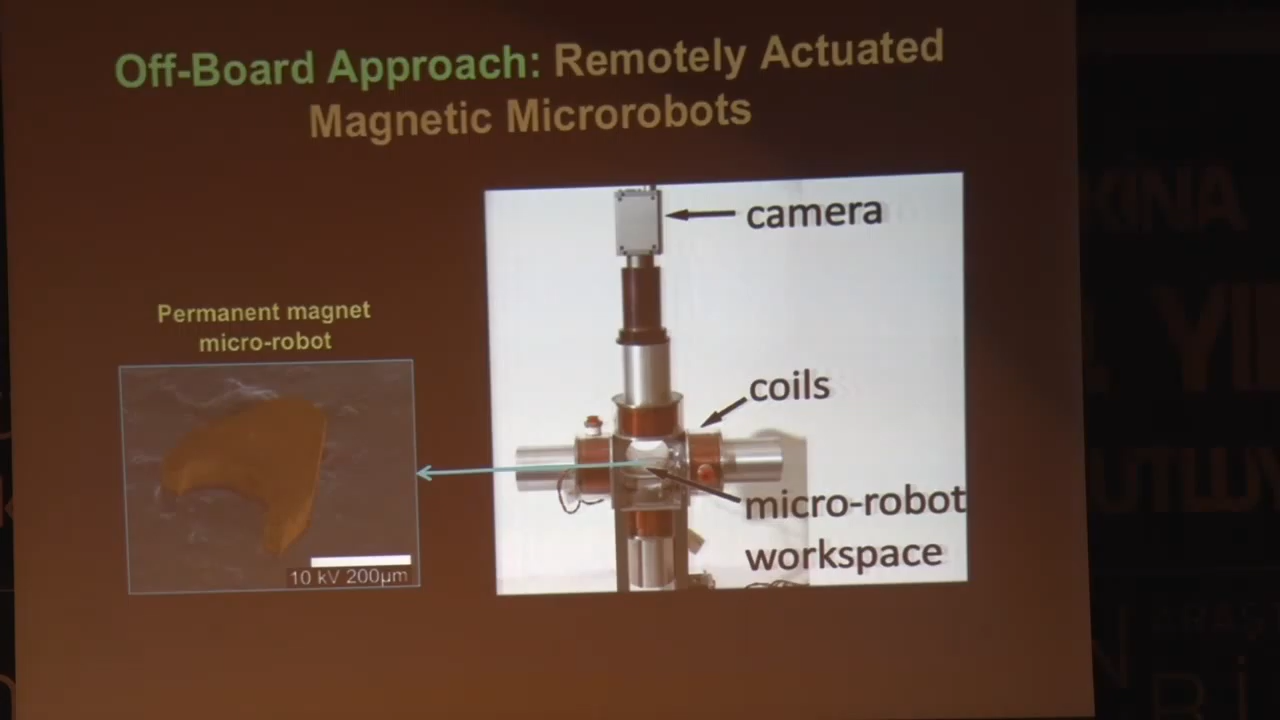 Off-Board Approach: Remotely Actuated
Magnetic Microrobots
camera
Permanent magnet
micro-robot
coils
micro-robot
workspace
10 kV 200µm